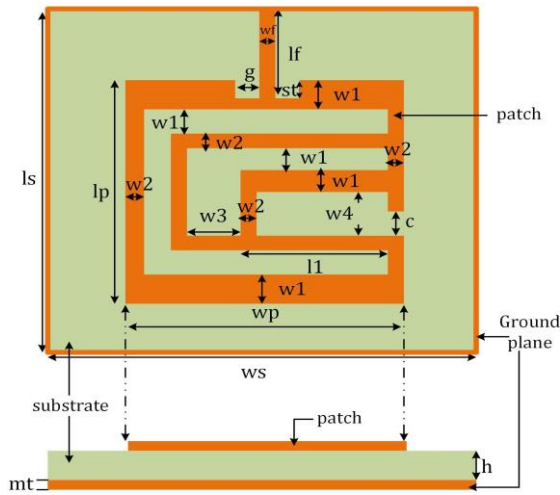 wf
lf
g
st
w1
w1
patch
w2
w1
w2
ls
lp
w2
w1
w2
w3
w4
c
l1
w1
wp
Ground
plane
ws
substrate
patch
h
mt